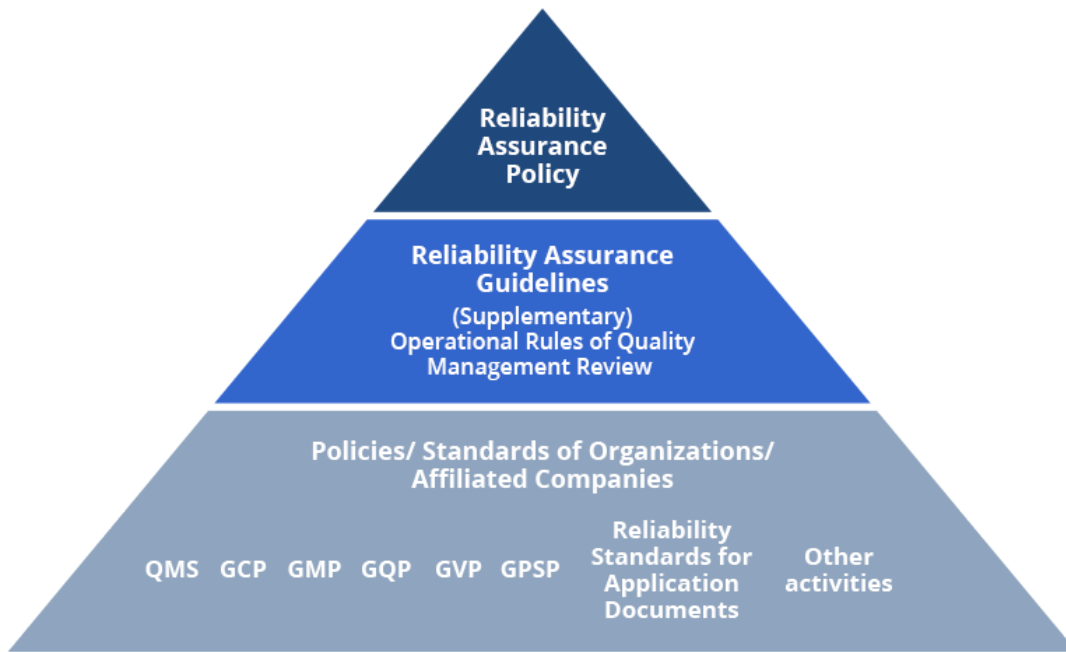 Reliability
Assurance
Policy
Reliability Assurance
Guidelines
(Supplementary)
Operational Rules of Quality
Management Review
Policies/ Standards of Organizations/
Affiliated Companies
QMS GCP GMP GQP GVP GPSP
Reliability
Standards for
Application
Documents
Other
activities